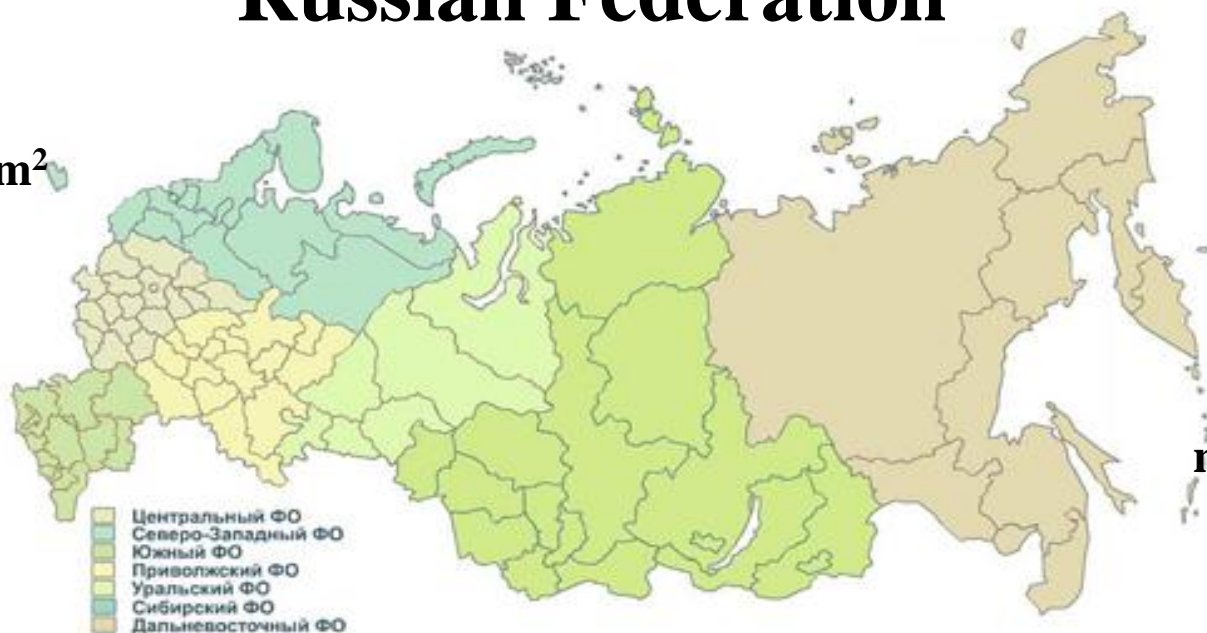 Russian Federation
m²
Центральный ФО
Северо-Западный ФО
Южный ФО
Приволжский ФО
Уральский ФО
Сибирский ФО
Дальневосточный ФО